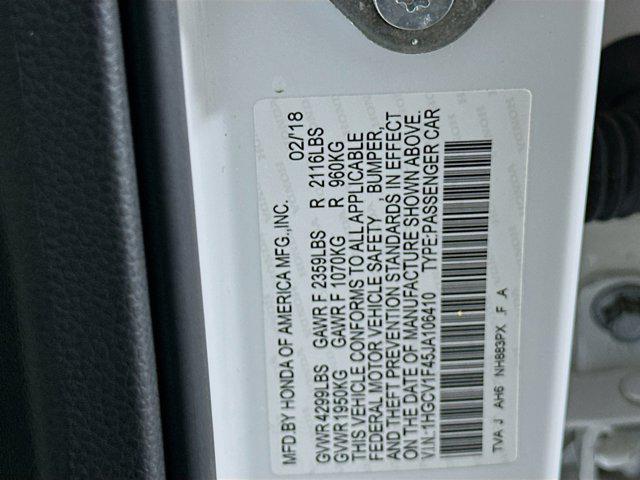 MFD.BY HONDA OF AMERICA MFG.,INC. 02/'18
GVWR 4299LBS GAWR F 2359LBS R 2116LBS
GVWR 1950KG GAWR F 1070KG R 960KG
THIS VEHICLE CONFORMS TO ALL APPLICABLE
FEDERAL MOTOR VEHICLE SAFETY , BUMPER,
AND THEFT PREVENTION STANDARDS IN EFFECT
ON THE DATE OF MANUFACTURE SHOWN ABOVE.
V.I.N.:1HGCV1F45JA106410 TYPE:PASSENGER CAR
TVA J AH6 NH883PX .F .A